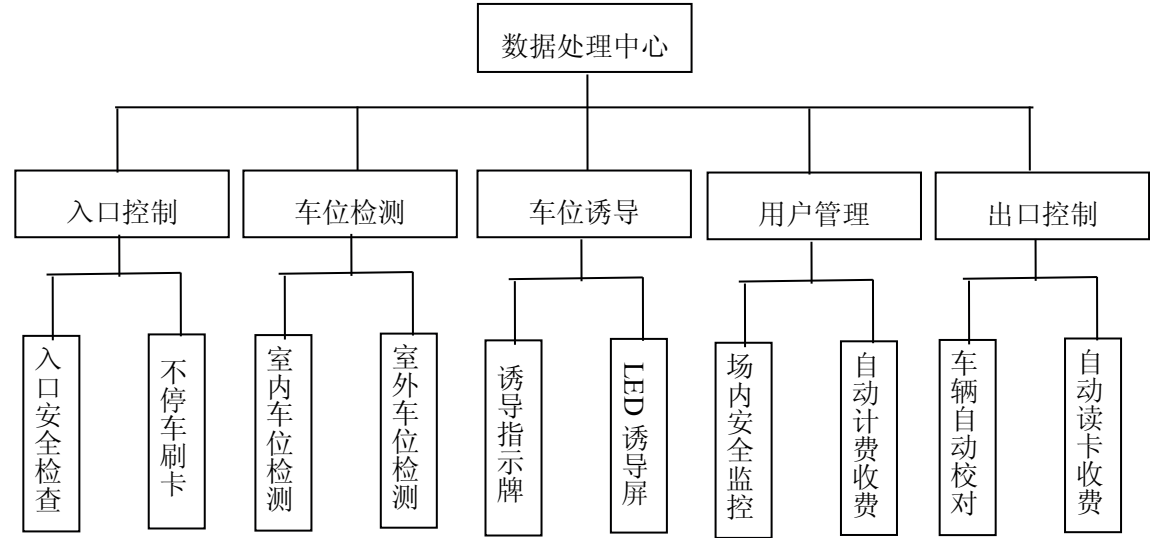 数据处理中心
入口控制
车位检测
车位诱导
用户管理
出口控制
入口安全检查
不停车刷卡
室内车位检测
室外车位检测
诱导指示牌
LED 诱导屏
场内安全监控
自动计费收费
车辆自动校对
自动读卡收费